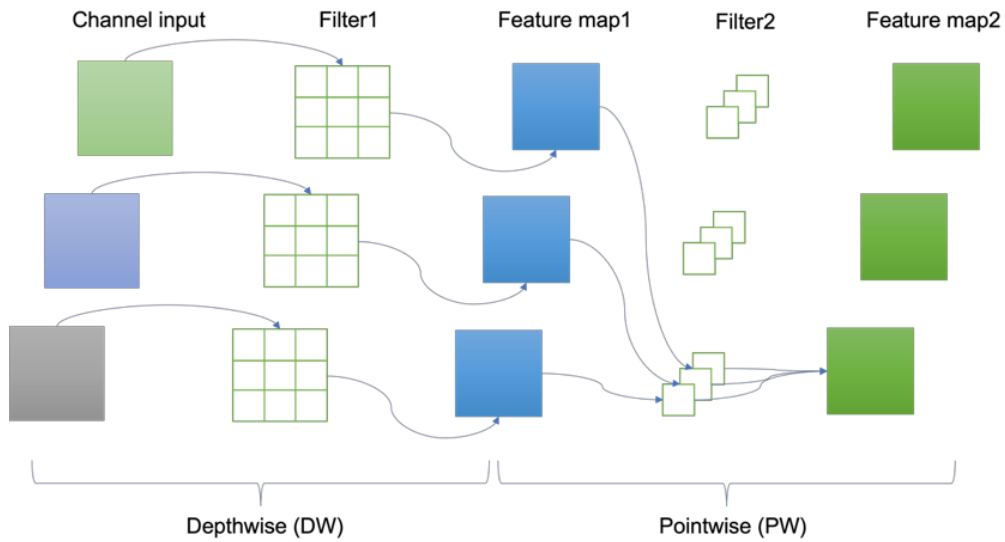 Channel input
Filter1
Feature map1
Filter2
Feature map2
Depthwise (DW)
Pointwise (PW)